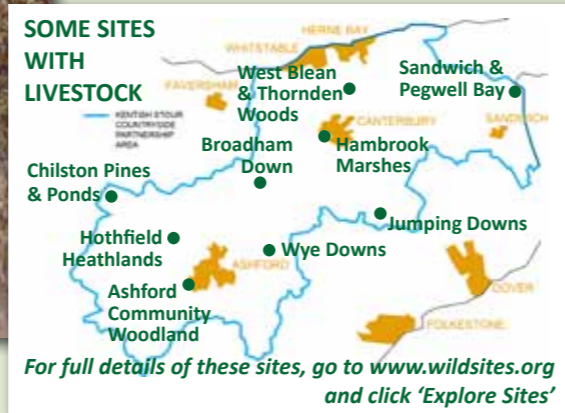 SOME SITES
WITH
LIVESTOCK
HERNE BAY
WHITSTABLE
FAVERSHAM
West Blean
& Thornden
Woods
Sandwich &
Pegwell Bay
KENTISH STOUR
COUNTRYSIDE
PARTNERSHIP
AREA
CANTERBURY
SANDWICH
Broadham
Down
Hambrook
Marshes
Chilston Pines
& Ponds
Jumping Downs
Hothfield
Heathlands
Wye Downs
ASHFORD
Ashford
Community
Woodland
DOVER
FOLKESTONE
For full details of these sites, go to www.wildsites.org
and click ‘Explore Sites’